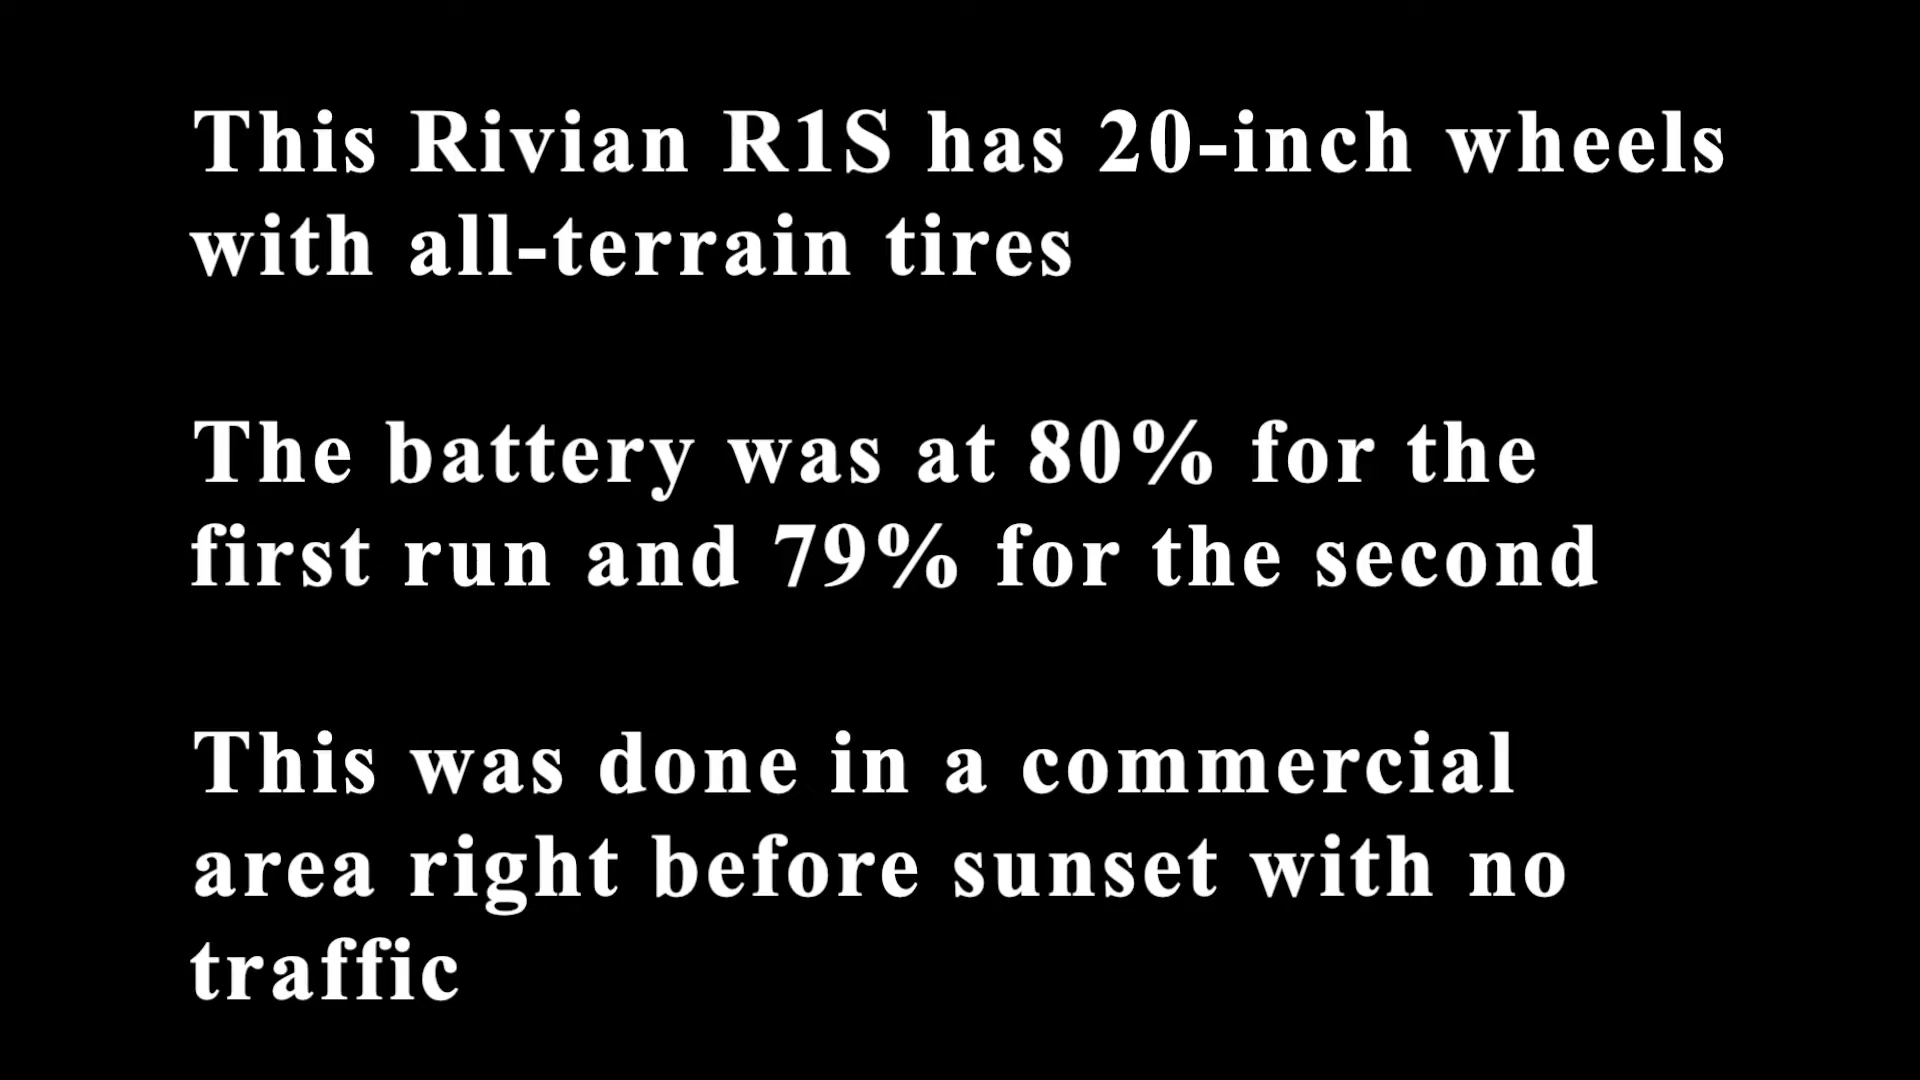 This Rivian R1S has 20-inch wheels
with all-terrain tires
The battery was at 80% for the
first run and 79% for the second
This was done in a commercial
area right before sunset with no
traffic